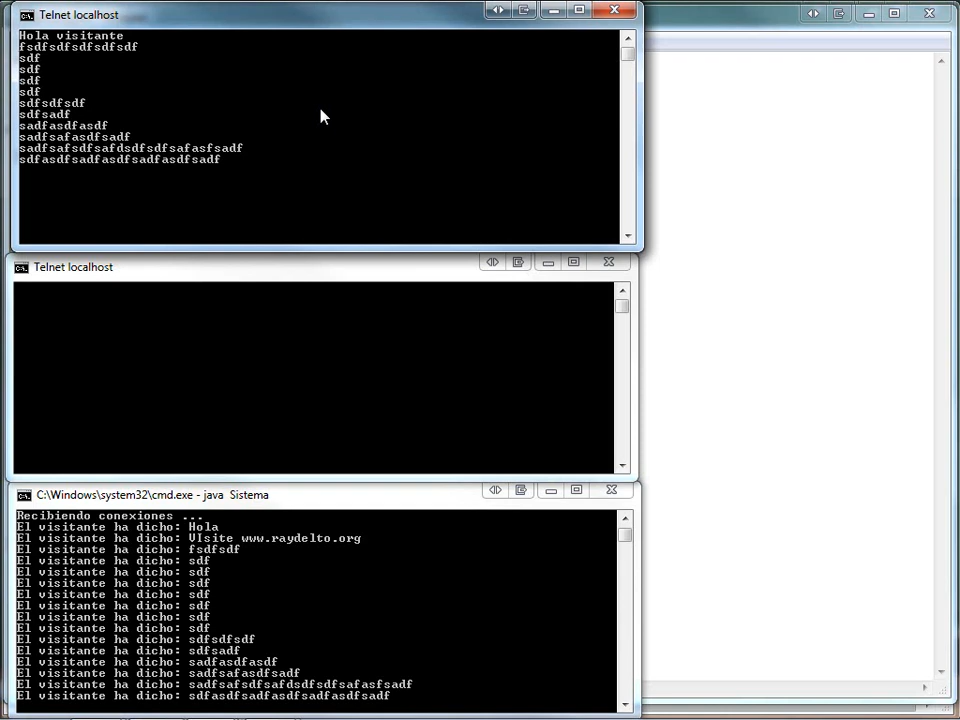 Telnet localhost
Hola visitante
fsdfsdfsdfsdfsdf
sdf
sdf
sdf
sdf
sdfsdfsdf
sdfsadf
sadfasdfasdf
sadfsafasdfsadf
sadfsafsdfsafdsdfsdfsafasfsadf
sdfasdfsadfasdfsadfasdfsadf
Telnet localhost
C:\Windows\system32\cmd.exe - java Sistema
Recibiendo conexiones ...
El visitante ha dicho: Hola
El visitante ha dicho: VIsite www.raydelto.org
El visitante ha dicho: fsdfsdf
El visitante ha dicho: sdf
El visitante ha dicho: sdf
El visitante ha dicho: sdf
El visitante ha dicho: sdf
El visitante ha dicho: sdf
El visitante ha dicho: sdf
El visitante ha dicho: sdf
El visitante ha dicho: sdfsdfsdf
El visitante ha dicho: sdfsadf
El visitante ha dicho: sadfasdfasdf
El visitante ha dicho: sadfsafasdfsadf
El visitante ha dicho: sadfsafsdfsafdsdfsdfsafasfsadf
El visitante ha dicho: sdfasdfsadfasdfsadfasdfsadf